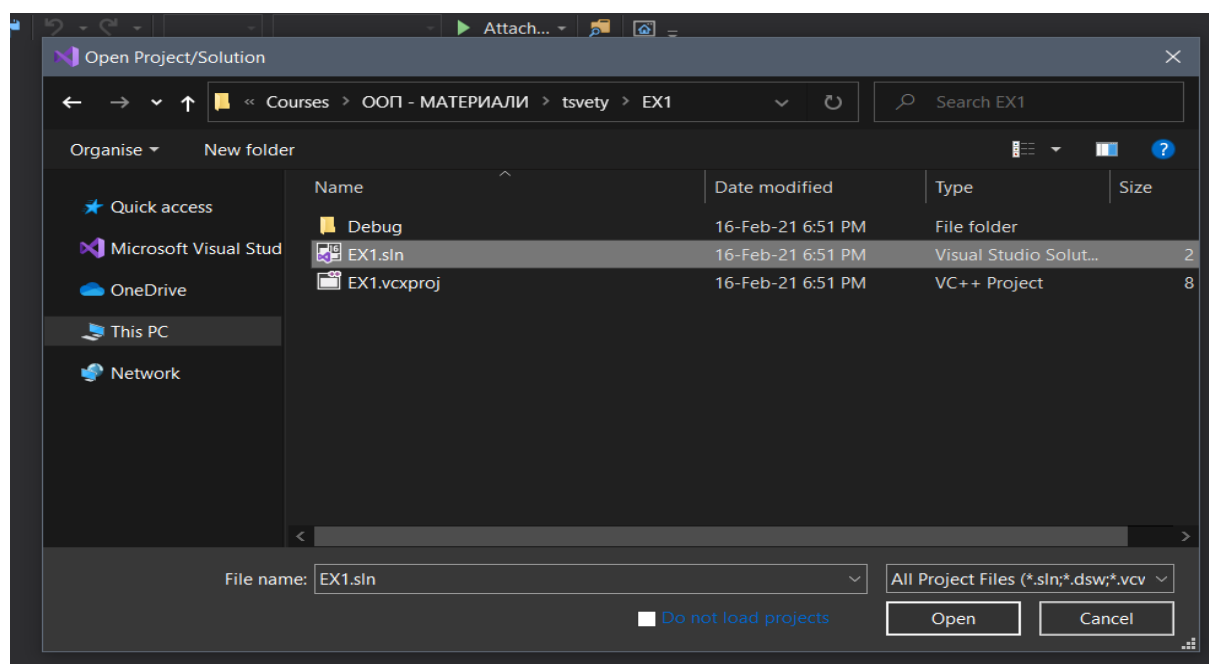 Attach...
Open Project/Solution
« Courses > ООП - МАТЕРИАЛИ > tsvety > EX1
Search EX1
Organise
New folder
?
Name Date modified Type Size
Quick access
Microsoft Visual Stud
OneDrive
This PC
Network
Debug 16-Feb-21 6:51 PM File folder
EX1.sln 16-Feb-21 6:51 PM Visual Studio Solut... 2
EX1.vcxproj 16-Feb-21 6:51 PM VC++ Project 8
File name: EX1.sln All Project Files (*.sln;*.dsw;*.vcv
Do not load projects
Open Cancel